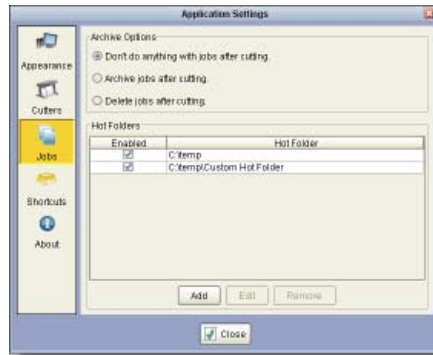 Application Settings
Appearance
Cutters
Jobs
Shortcuts
About
Archive Options
Don't do anything with jobs after cutting.
Archive jobs after cutting.
Delete jobs after cutting.
Hot Folders
Enabled Hot Folder
C:\temp
C:\temp\Custom Hot Folder
Add Edit Remove
Close